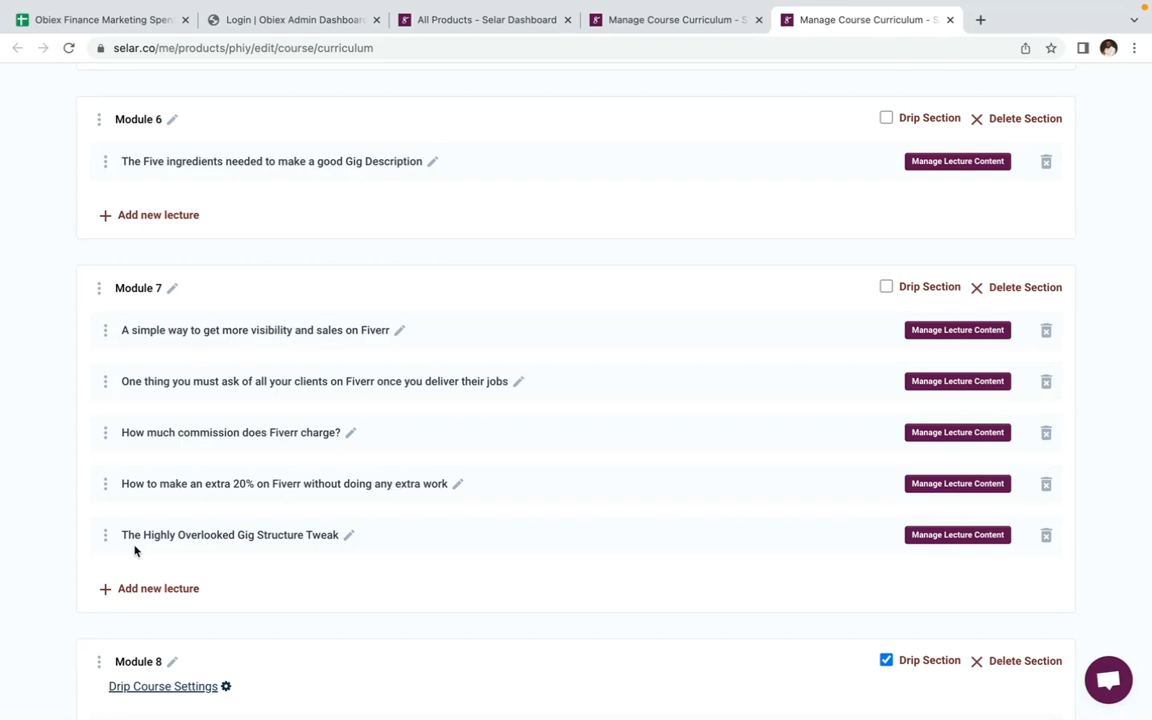 Obiex Finance Marketing Spen
Login | Obiex Admin Dashboar
All Products - Selar Dashboard
Manage Course Curriculum - S
Manage Course Curriculum - S
selar.co/me/products/phiy/edit/course/curriculum
Module 6
Drip Section
Delete Section
The Five ingredients needed to make a good Gig Description
Manage Lecture Content
+ Add new lecture
Module 7
Drip Section
Delete Section
A simple way to get more visibility and sales on Fiverr
Manage Lecture Content
One thing you must ask of all your clients on Fiverr once you deliver their jobs
Manage Lecture Content
How much commission does Fiverr charge?
Manage Lecture Content
How to make an extra 20% on Fiverr without doing any extra work
Manage Lecture Content
The Highly Overlooked Gig Structure Tweak
Manage Lecture Content
+ Add new lecture
Module 8
Drip Section
Delete Section
Drip Course Settings